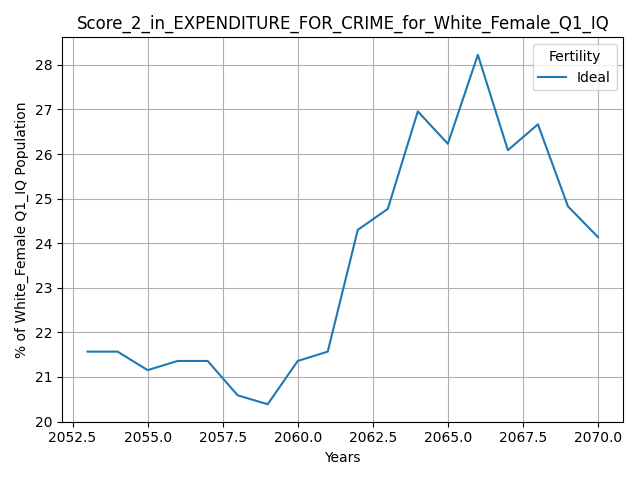 Score_2_in_EXPENDITURE_FOR_CRIME_for_White_Female_Q1_IQ
Fertility
Ideal
% of White_Female Q1_IQ Population
28
27
26
25
24
23
22
21
20
2052.5 2055.0 2057.5 2060.0 2062.5 2065.0 2067.5 2070.0
Years